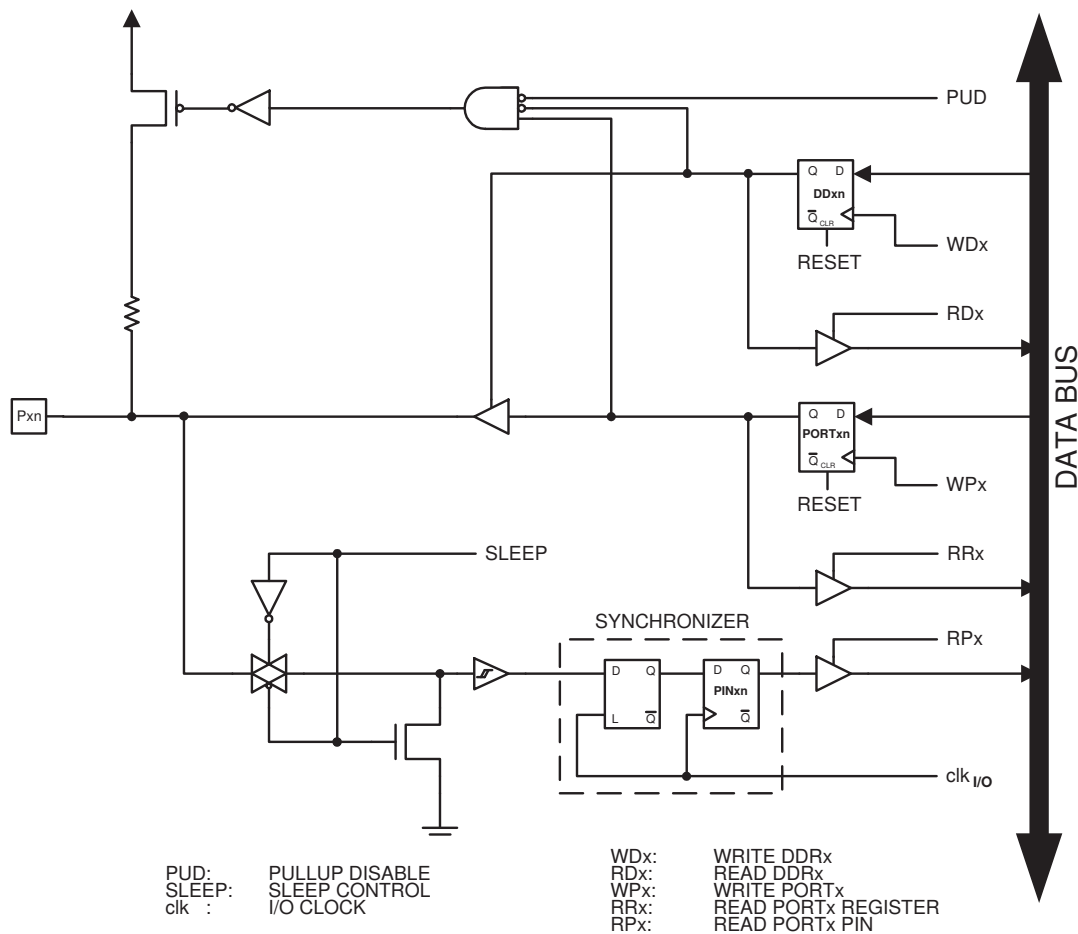 PUD
Q D
DDxn
Q CLR
RESET
WDx
RDx
Pxn
Q D
PORTxn
Q CLR
RESET
WPx
DATA BUS
SLEEP
RRx
SYNCHRONIZER
RPx
D Q
L Q
D Q
PINxn
Q
clk I/O
PUD: PULLUP DISABLE
SLEEP: SLEEP CONTROL
clk : I/O CLOCK
WDx: WRITE DDRx
RDx: READ DDRx
WPx: WRITE PORTx
RRx: READ PORTx REGISTER
RPx: READ PORTx PIN